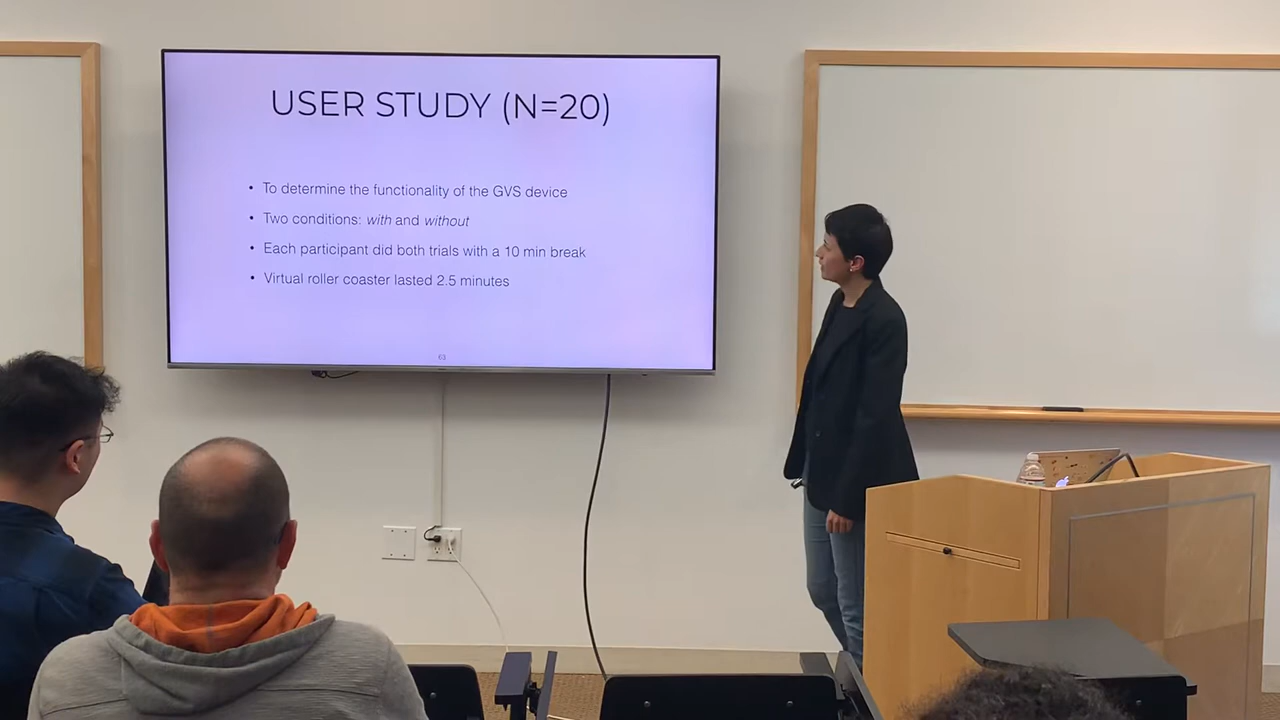 USER STUDY (N=20)
• To determine the functionality of the GVS device
• Two conditions: with and without
• Each participant did both trials with a 10 min break
• Virtual roller coaster lasted 2.5 minutes
63